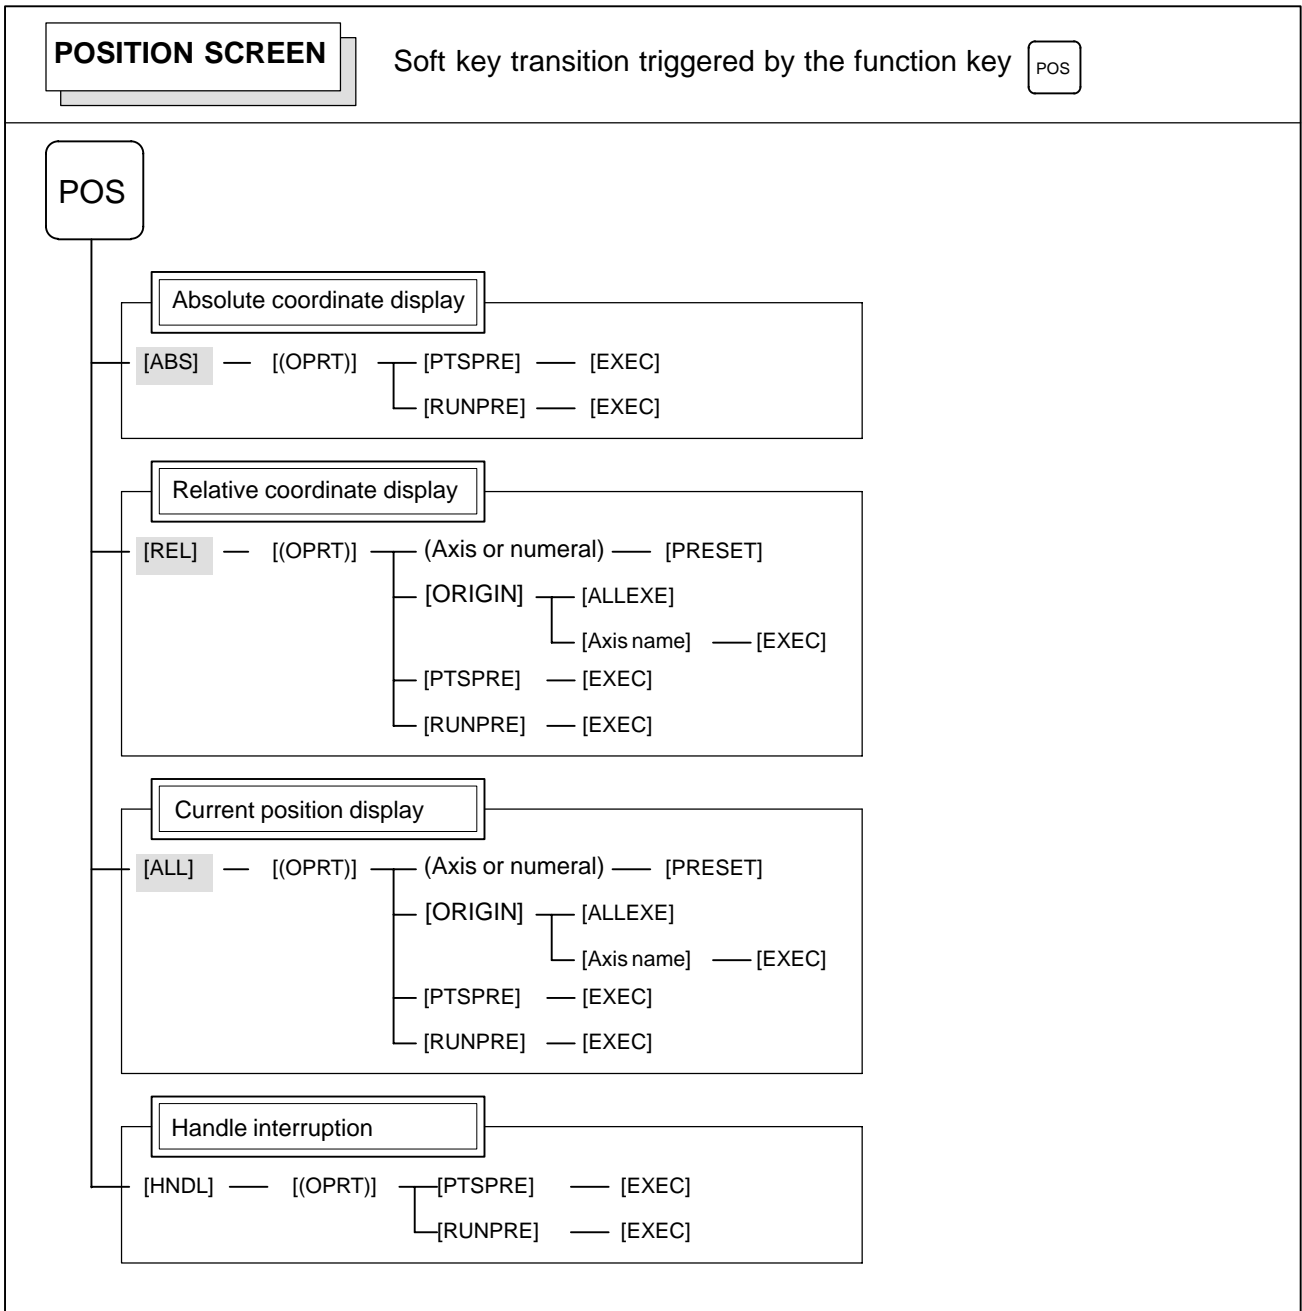 POSITION SCREEN Soft key transition triggered by the function key POS
POS
Absolute coordinate display
[ABS] [(OPRT)] [PTSPRE] [EXEC]
[RUNPRE] [EXEC]
Relative coordinate display
[REL] [(OPRT)] (Axis or numeral) [PRESET]
[ORIGIN] [ALLEXE]
[Axis name] [EXEC]
[PTSPRE] [EXEC]
[RUNPRE] [EXEC]
Current position display
[ALL] [(OPRT)] (Axis or numeral) [PRESET]
[ORIGIN] [ALLEXE]
[Axis name] [EXEC]
[PTSPRE] [EXEC]
[RUNPRE] [EXEC]
Handle interruption
[HNDL] [(OPRT)] [PTSPRE] [EXEC]
[RUNPRE] [EXEC]